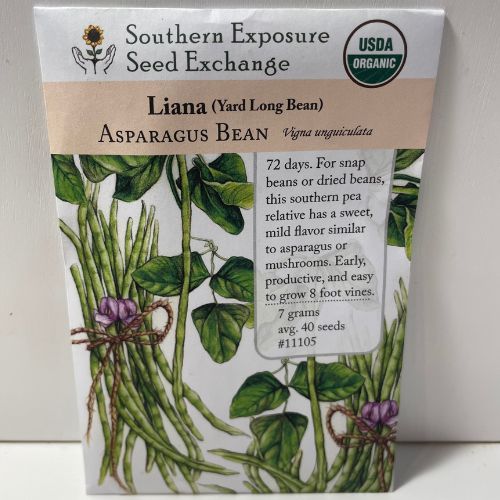 Southern Exposure
Seed Exchange
USDA
ORGANIC
Liana (Yard Long Bean)
ASPARAGUS BEAN Vigna unguiculata
72 days. For snap
beans or dried beans,
this southern pea
relative has a sweet,
mild flavor similar
to asparagus or
mushrooms. Early,
productive, and easy
to grow 8 foot vines.
7 grams
avg. 40 seeds
#11105